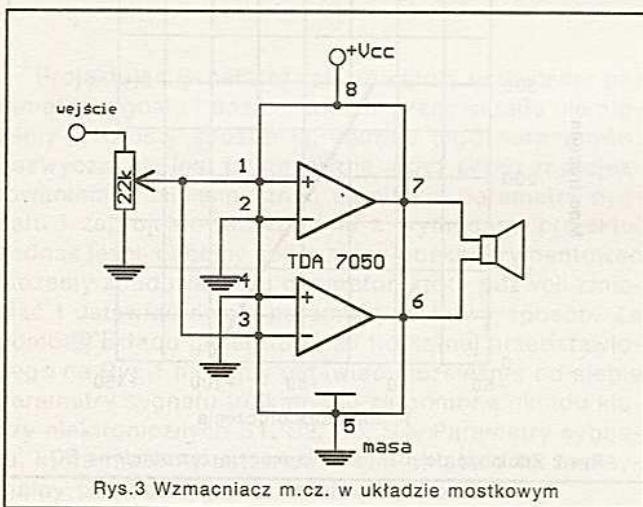 +Vcc
8
wejście
22k
1
+
7
2
−
TDA 7050
4
+
6
3
−
5
masa
Rys.3 Wzmacniacz m.cz. w układzie mostkowym